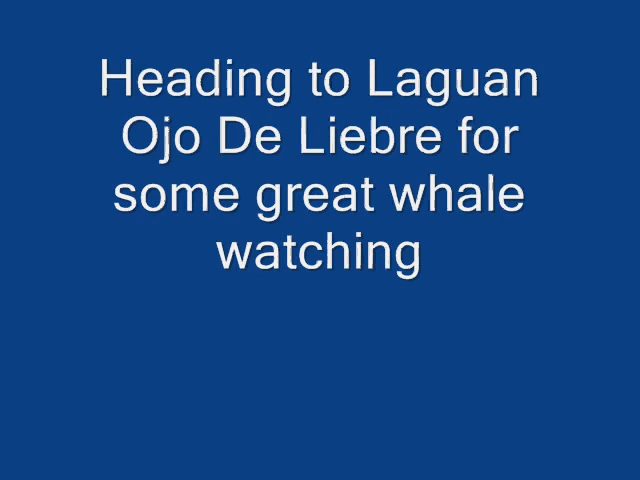 Heading to Laguan
Ojo De Liebre for
some great whale
watching